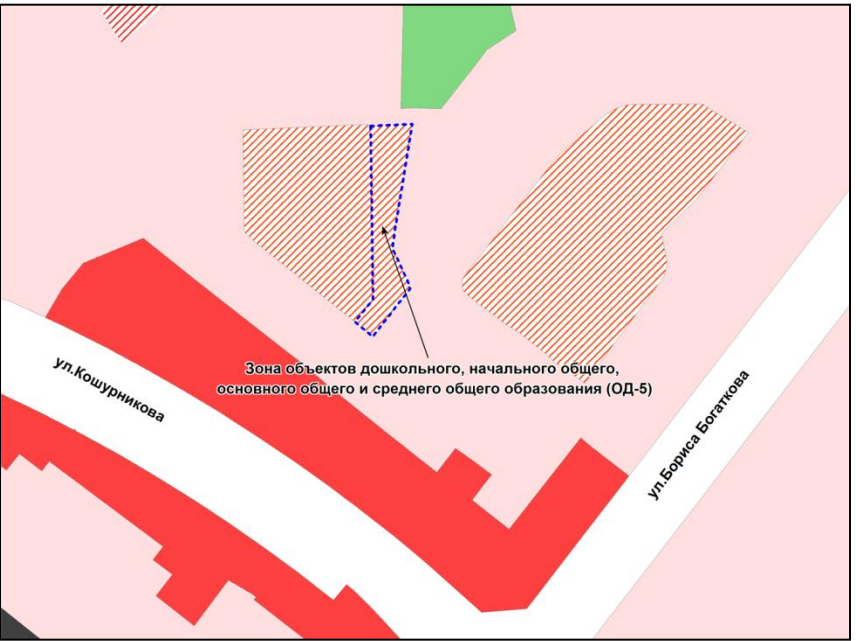 Зона объектов дошкольного, начального общего,
основного общего и среднего общего образования (ОД-5)
ул.Кошурникова
ул.Бориса Богаткова